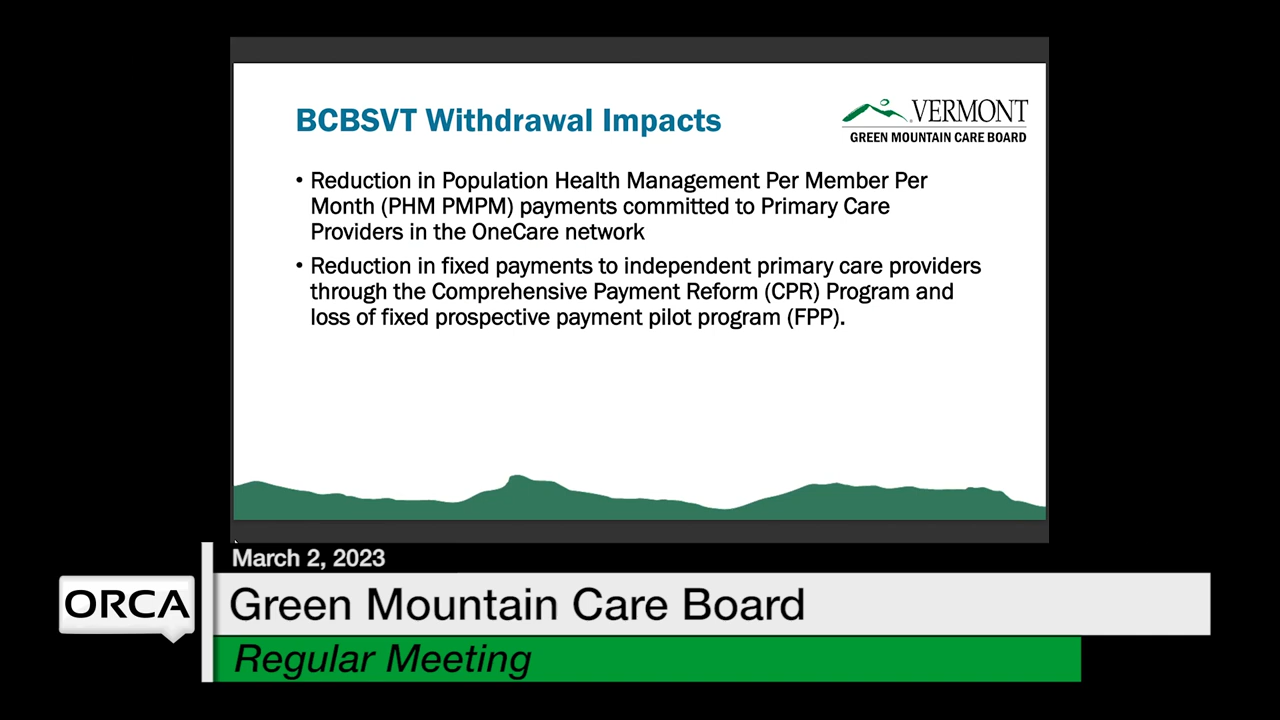 BCBSVT Withdrawal Impacts
VERMONT
GREEN MOUNTAIN CARE BOARD
• Reduction in Population Health Management Per Member Per
Month (PHM PMPM) payments committed to Primary Care
Providers in the OneCare network
• Reduction in fixed payments to independent primary care providers
through the Comprehensive Payment Reform (CPR) Program and
loss of fixed prospective payment pilot program (FPP).
March 2, 2023
ORCA
Green Mountain Care Board
Regular Meeting